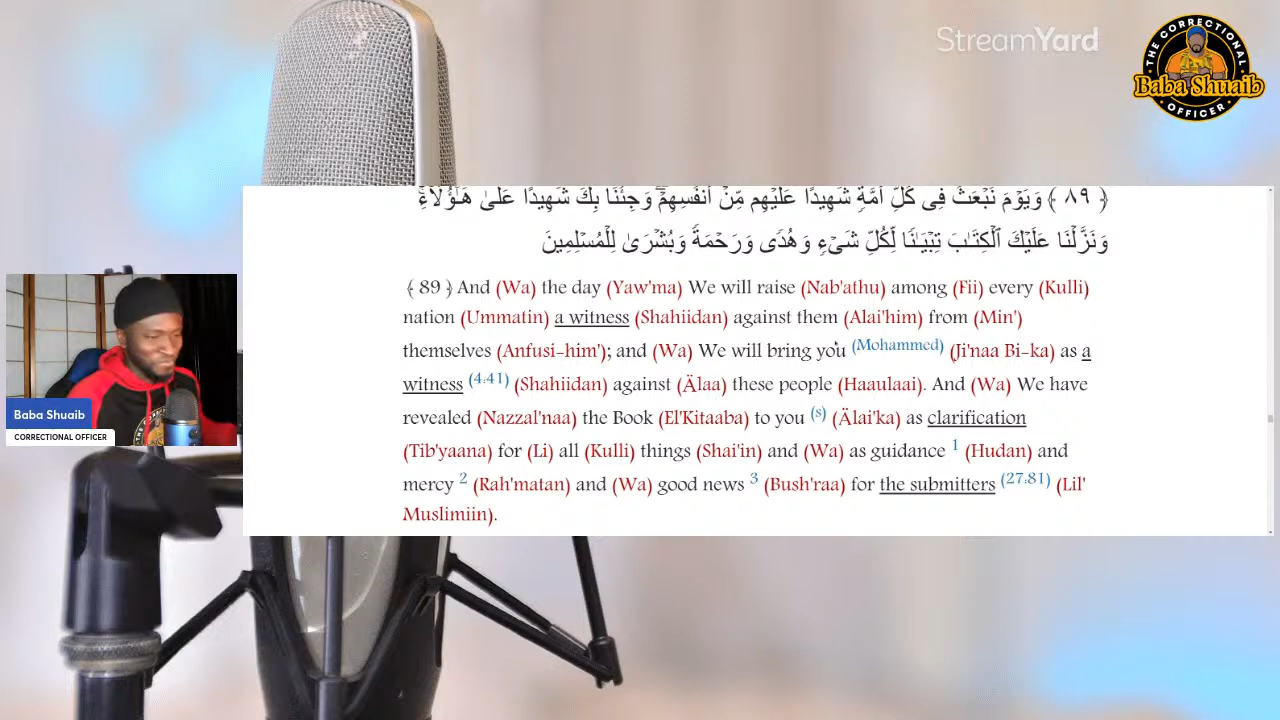 StreamYard
THE CORRECTIONAL
Baba Shuaib
OFFICER
﴿ ٨٩ ﴾ وَيَوْمَ نَبْعَثُ فِى كُلِّ أُمَّةٍ شَهِيدًا عَلَيْهِم مِّنْ أَنفُسِهِمْ ۖ وَجِئْنَا بِكَ شَهِيدًا عَلَىٰ هَـٰٓؤُلَآءِ ۚ
وَنَزَّلْنَا عَلَيْكَ ٱلْكِتَـٰبَ تِبْيَـٰنًا لِّكُلِّ شَىْءٍ وَهُدًى وَرَحْمَةً وَبُشْرَىٰ لِلْمُسْلِمِينَ
﴾ 89 ﴿ And (Wa) the day (Yaw'ma) We will raise (Nab'athu) among (Fii) every (Kulli)
nation (Ummatin) a witness (Shahiidan) against them (Alai'him) from (Min')
themselves (Anfusi-him'); and (Wa) We will bring you (Mohammed) (Ji'naa Bi-ka) as a
witness (4:41) (Shahiidan) against (Älaa) these people (Haaulaai). And (Wa) We have
revealed (Nazzal'naa) the Book (El'Kitaaba) to you (s) (Älai'ka) as clarification
(Tib'yaana) for (Li) all (Kulli) things (Shai'in) and (Wa) as guidance 1 (Hudan) and
mercy 2 (Rah'matan) and (Wa) good news 3 (Bush'raa) for the submitters (27:81) (Lil'
Muslimiin).
Baba Shuaib
CORRECTIONAL OFFICER